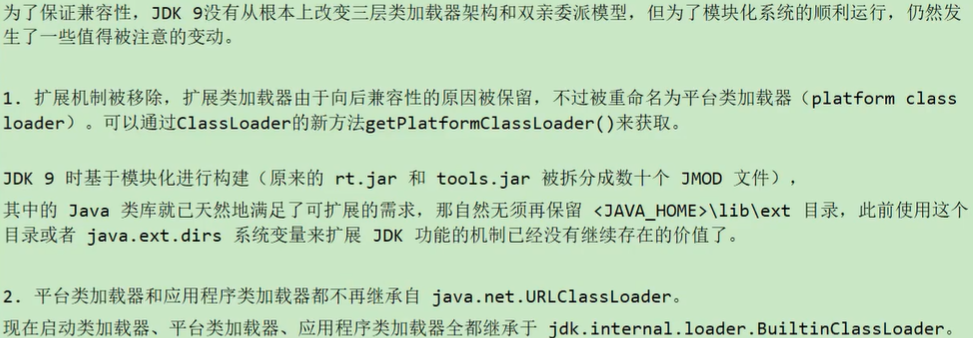 为了保证兼容性，JDK 9没有从根本上改变三层类加载器架构和双亲委派模型，但为了模块化系统的顺利运行，仍然发
生了一些值得被注意的变动。
1. 扩展机制被移除，扩展类加载器由于向后兼容性的原因被保留，不过被重命名为平台类加载器（platform class
loader）。可以通过ClassLoader的新方法getPlatformClassLoader()来获取。
JDK 9 时基于模块化进行构建（原来的 rt.jar 和 tools.jar 被拆分成数十个 JMOD 文件），
其中的 Java 类库就已天然地满足了可扩展的需求，那自然无须再保留 <JAVA_HOME>\lib\ext 目录，此前使用这个
目录或者 java.ext.dirs 系统变量来扩展 JDK 功能的机制已经没有继续存在的价值了。
2. 平台类加载器和应用程序类加载器都不再继承自 java.net.URLClassLoader。
现在启动类加载器、平台类加载器、应用程序类加载器全都继承于 jdk.internal.loader.BuiltinClassLoader。